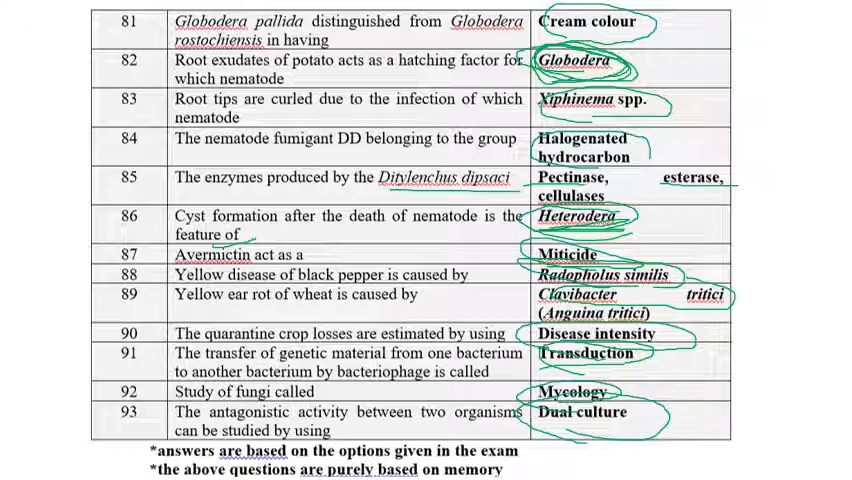 81 Globodera pallida distinguished from Globodera Cream colour
rostochiensis in having
82 Root exudates of potato acts as a hatching factor for Globodera
which nematode
83 Root tips are curled due to the infection of which Xiphinema spp.
nematode
84 The nematode fumigant DD belonging to the group Halogenated
hydrocarbon
85 The enzymes produced by the Ditylenchus dipsaci Pectinase, esterase,
cellulases
86 Cyst formation after the death of nematode is the Heterodera
feature of
87 Avermictin act as a Miticide
88 Yellow disease of black pepper is caused by Radopholus similis
89 Yellow ear rot of wheat is caused by Clavibacter tritici
(Anguina tritici)
90 The quarantine crop losses are estimated by using Disease intensity
91 The transfer of genetic material from one bacterium Transduction
to another bacterium by bacteriophage is called
92 Study of fungi called Mycology
93 The antagonistic activity between two organisms Dual culture
can be studied by using
*answers are based on the options given in the exam
*the above questions are purely based on memory